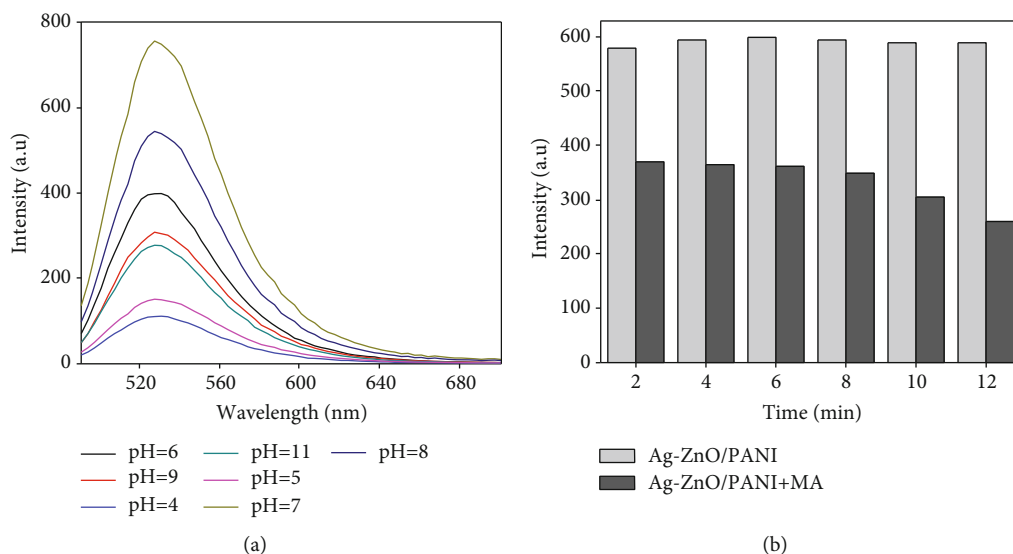 800
600
400
200
0
Intensity (a.u)
520 560 600 640 680
Wavelength (nm)
pH=6 pH=11 pH=8
pH=9 pH=5
pH=4 pH=7
(a)
600
500
400
300
200
100
0
Intensity (a.u)
2 4 6 8 10 12
Time (min)
Ag-ZnO/PANI
Ag-ZnO/PANI+MA
(b)